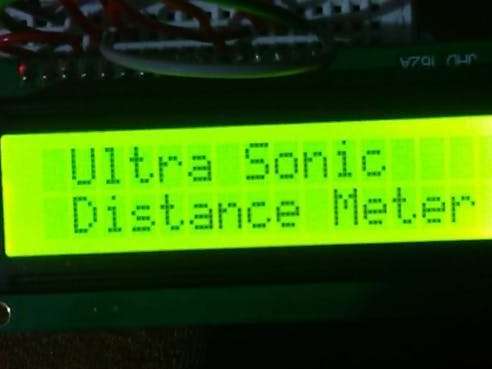 Ultra Sonic
Distance Meter